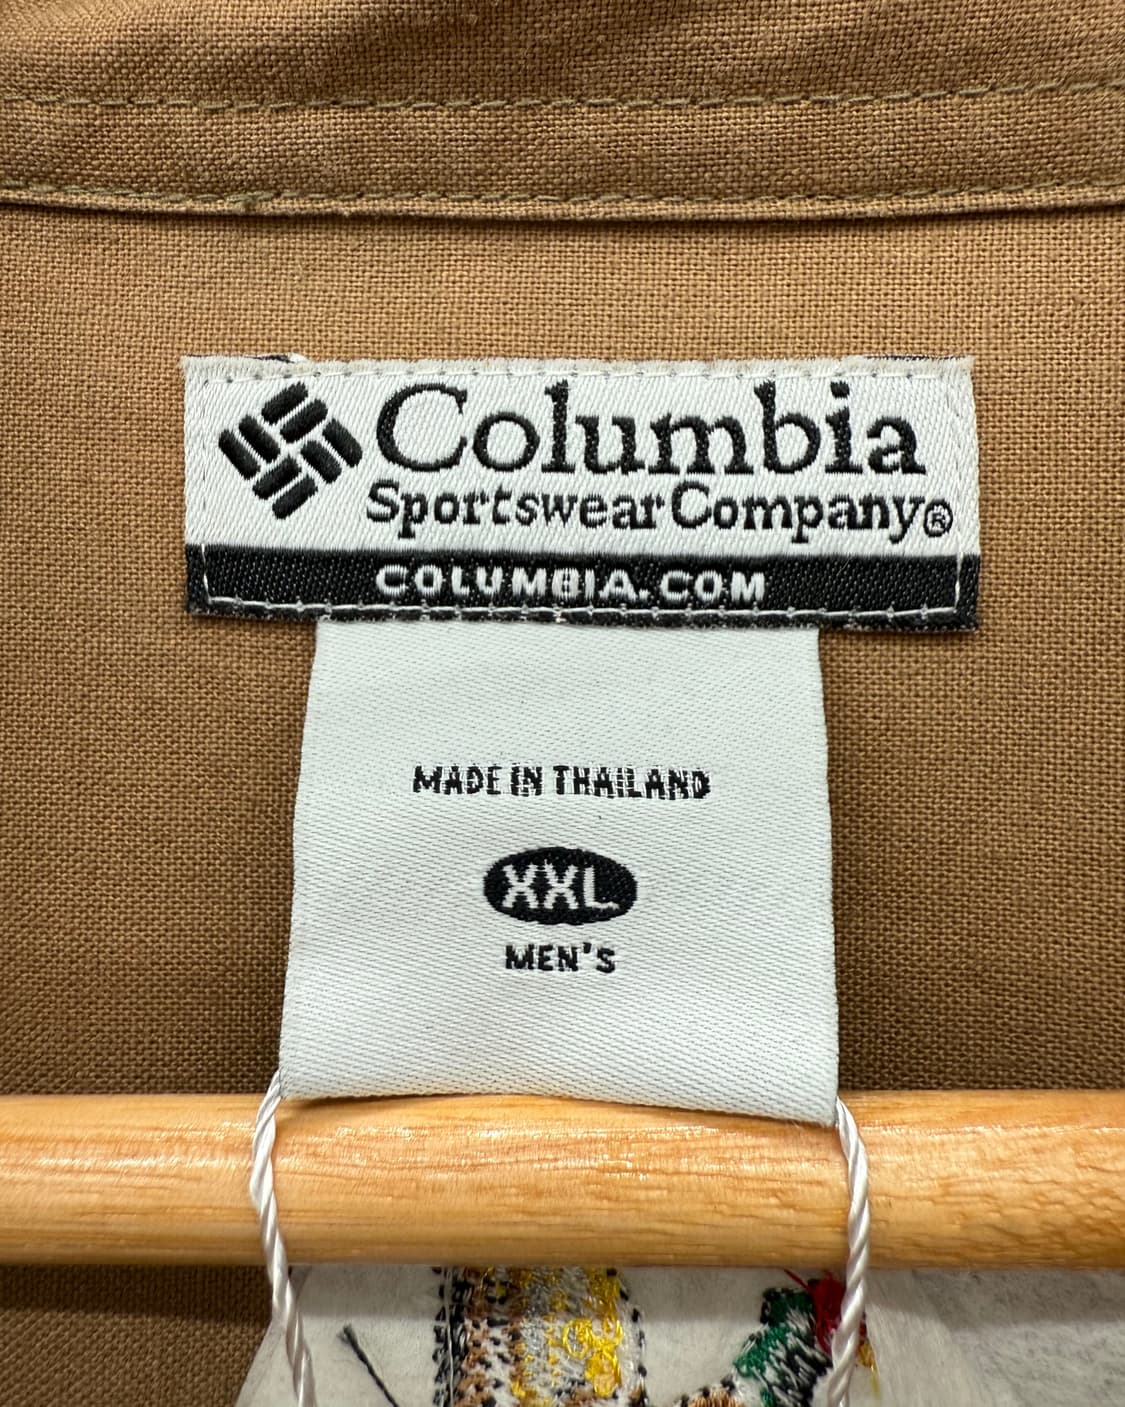 Columbia
Sportswear Company®
COLUMBIA.COM
MADE IN THAILAND
XXL
MEN'S